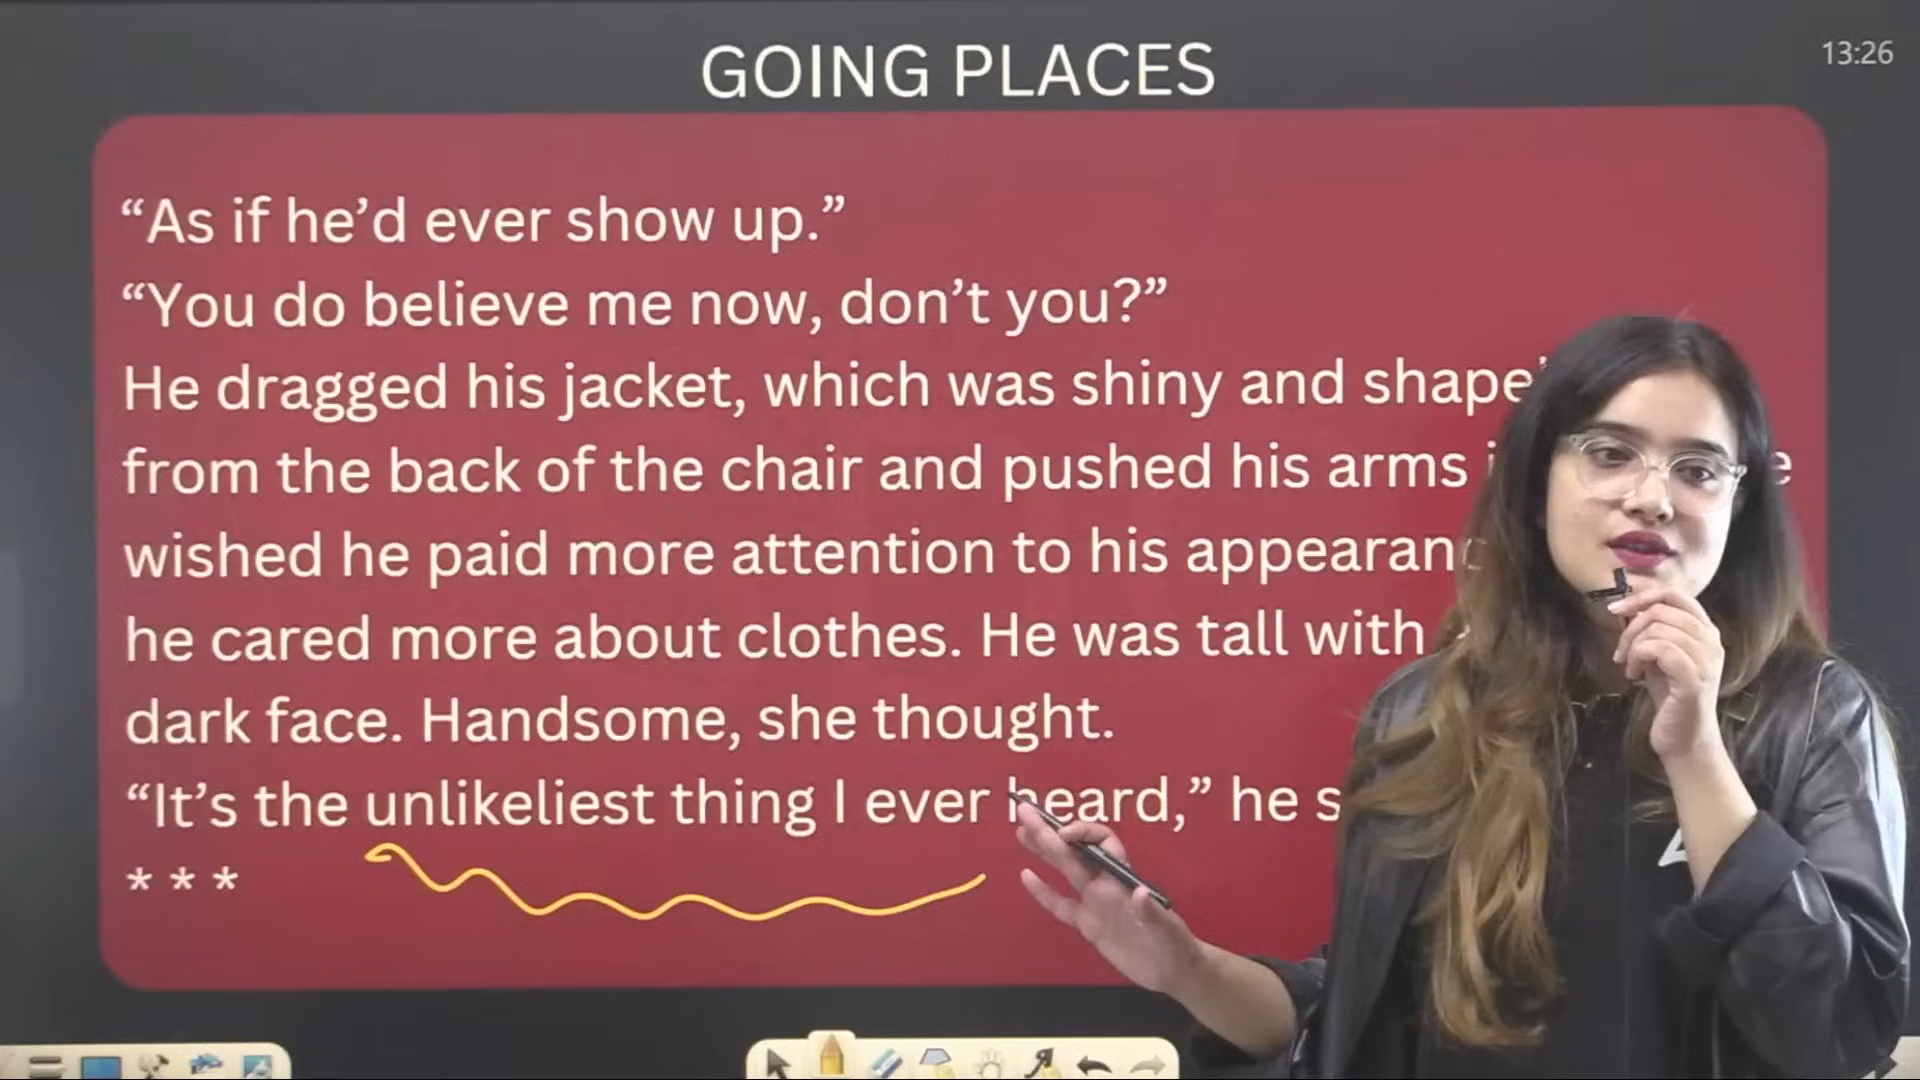 GOING PLACES
13:26
“As if he’d ever show up.”
“You do believe me now, don’t you?”
He dragged his jacket, which was shiny and
from the back of the chair and pushed his arms
wished he paid more attention to his
he cared more about clothes. He was tall with
dark face. Handsome, she thought.
“It’s the unlikeliest thing I ever heard,” he
* * *